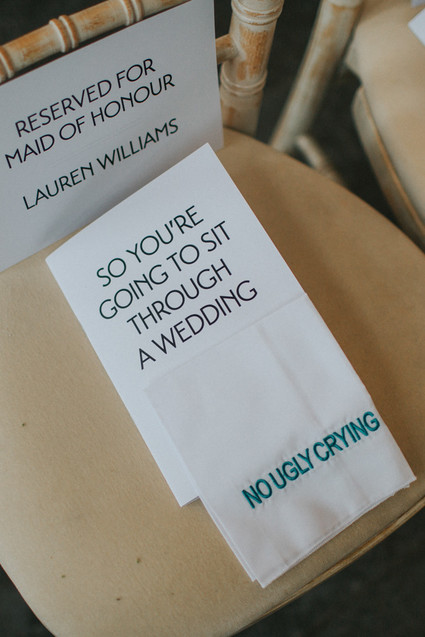 RESERVED FOR
MAID OF HONOUR
LAUREN WILLIAMS
SO YOU'RE
GOING TO SIT
THROUGH
A WEDDING
NO UGLY CRYING